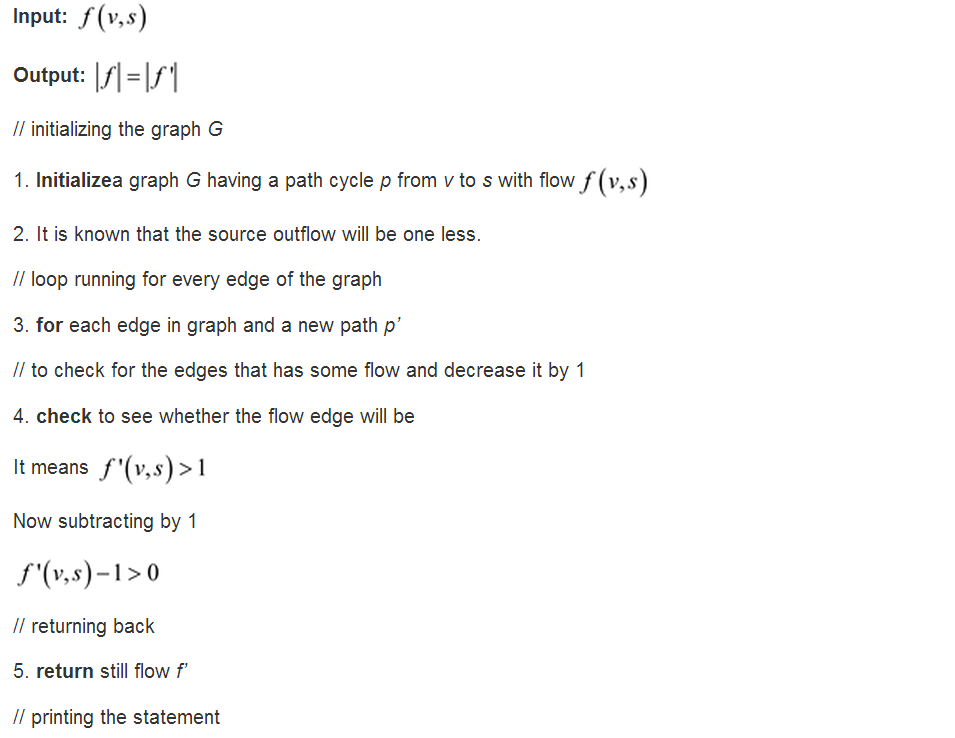 Input: f(v,s)
Output: |f|=|f'|
// initializing the graph G
1. Initializea graph G having a path cycle p from v to s with flow f(v,s)
2. It is known that the source outflow will be one less.
// loop running for every edge of the graph
3. for each edge in graph and a new path p’
// to check for the edges that has some flow and decrease it by 1
4. check to see whether the flow edge will be
It means f'(v,s)>1
Now subtracting by 1
f'(v,s)−1>0
// returning back
5. return still flow f’
// printing the statement